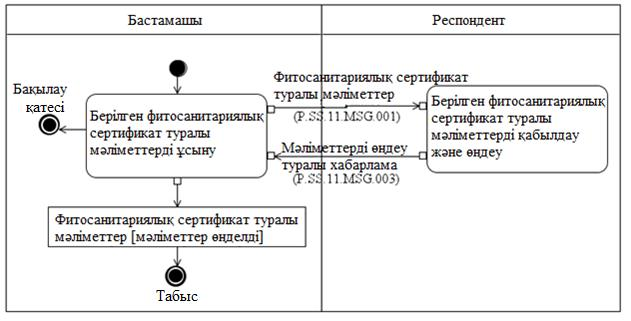 Бастамашы
Респондент
Бақылау
қатесі
Фитосанитариялық сертификат
туралы мәліметтер
(P.SS.11.MSG.001)
Берілген фитосанитариялық
сертификат туралы
мәліметтерді ұсыну
Берілген фитосанитариялық
сертификат туралы
мәліметтерді қабылдау
және өңдеу
Мәліметтерді өңдеу
туралы хабарлама
(P.SS.11.MSG.003)
Фитосанитариялық сертификат туралы
мәліметтер [мәліметтер өңделді]
Табыс